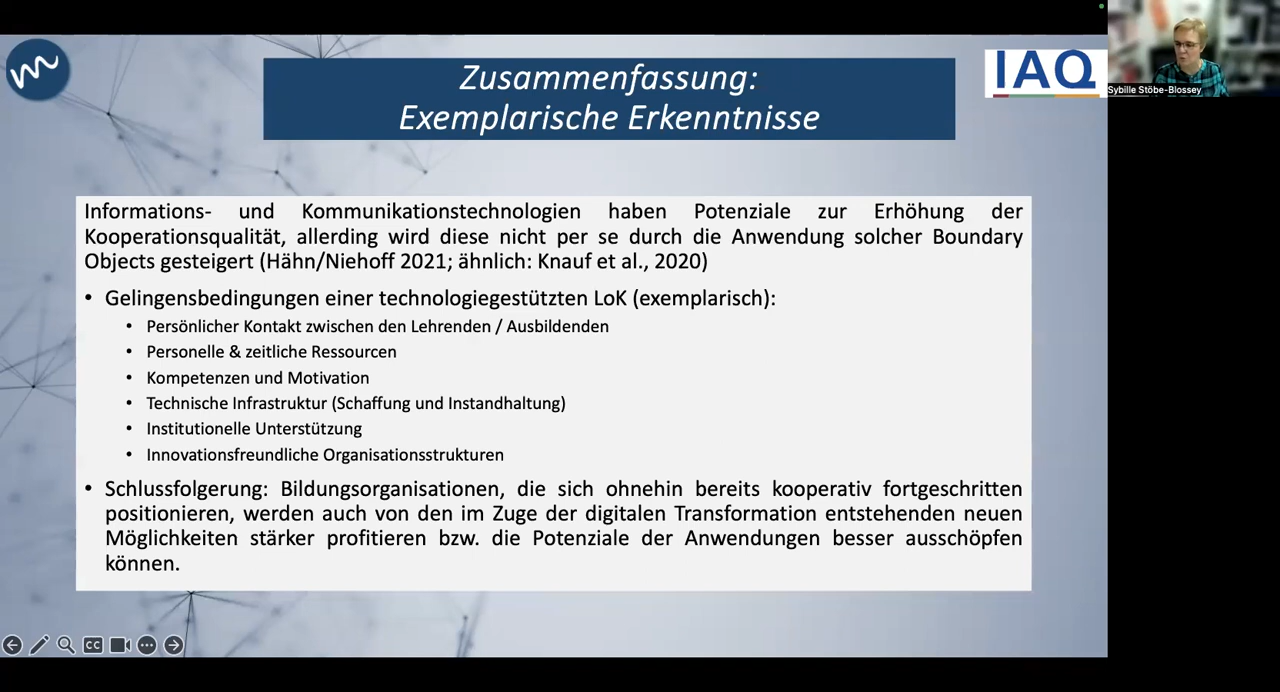 Zusammenfassung:
Exemplarische Erkenntnisse
IAQ
Sybille Stöbe-Blossey
Informations- und Kommunikationstechnologien haben Potenziale zur Erhöhung der
Kooperationsqualität, allerding wird diese nicht per se durch die Anwendung solcher Boundary
Objects gesteigert (Hähn/Niehoff 2021; ähnlich: Knauf et al., 2020)
• Gelingensbedingungen einer technologiegestützten LoK (exemplarisch):
• Persönlicher Kontakt zwischen den Lehrenden / Ausbildenden
• Personelle & zeitliche Ressourcen
• Kompetenzen und Motivation
• Technische Infrastruktur (Schaffung und Instandhaltung)
• Institutionelle Unterstützung
• Innovationsfreundliche Organisationsstrukturen
• Schlussfolgerung: Bildungsorganisationen, die sich ohnehin bereits kooperativ fortgeschritten
positionieren, werden auch von den im Zuge der digitalen Transformation entstehenden neuen
Möglichkeiten stärker profitieren bzw. die Potenziale der Anwendungen besser ausschöpfen
können.
CC